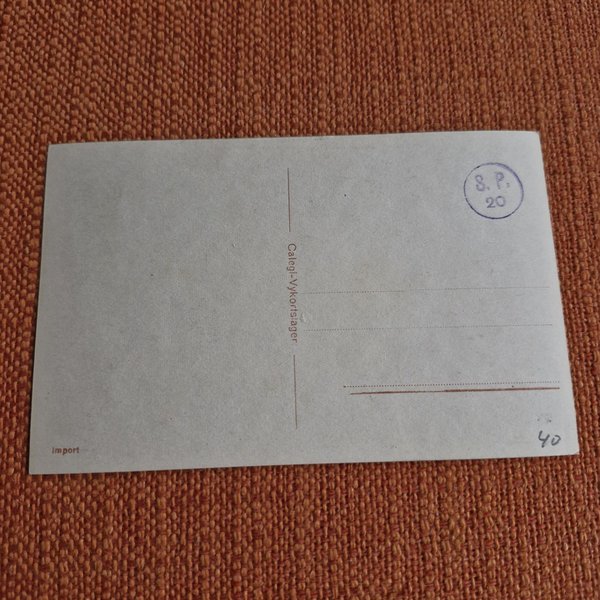 S. P.
20
Calegi-Vykortslager
40
Import